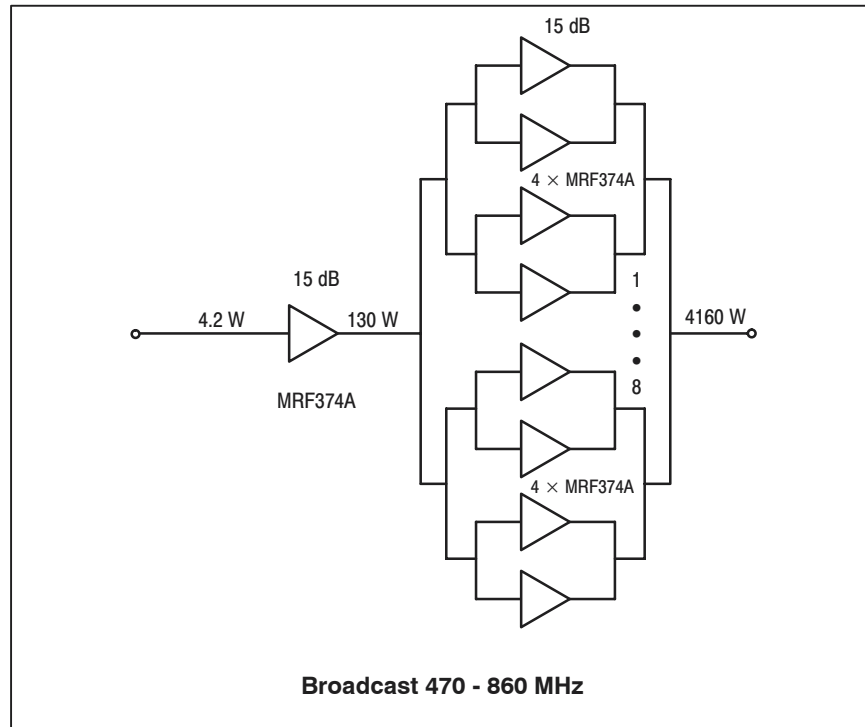 15 dB
4 × MRF374A
15 dB
1
4.2 W
130 W
4160 W
8
MRF374A
4 × MRF374A
Broadcast 470 - 860 MHz